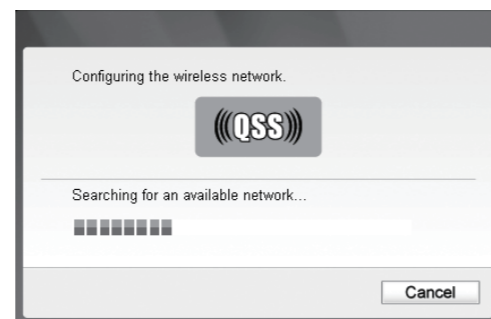 Configuring the wireless network.
(((QSS)))
Searching for an available network...
Cancel